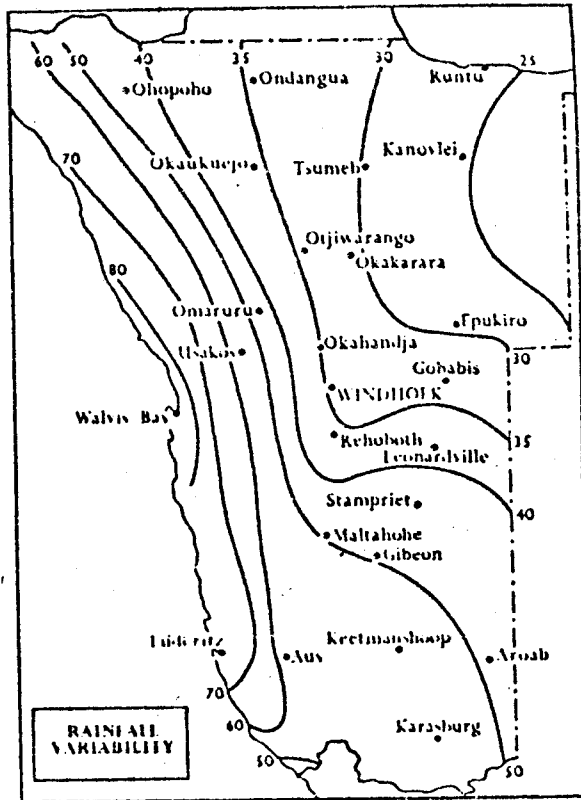 60 50 40 35 30 25
Ondangua
Runtu
Ohopoho
Kanovlei
70
Okaukuejo
Tsumeb
Otjiwarango
Okakarara
80
Omaruru
Epukiro
Usakos
Okahandja
30
Gobabis
WINDHOEK
Walvis Bay
Rehoboth
35
Leonardville
Stampriet
40
Maltahohe
Gibeon
Luderitz
Aus
Keetmanshoop
Aroab
70
60
Karasburg
RAINFALL
VARIABILITY
50
50